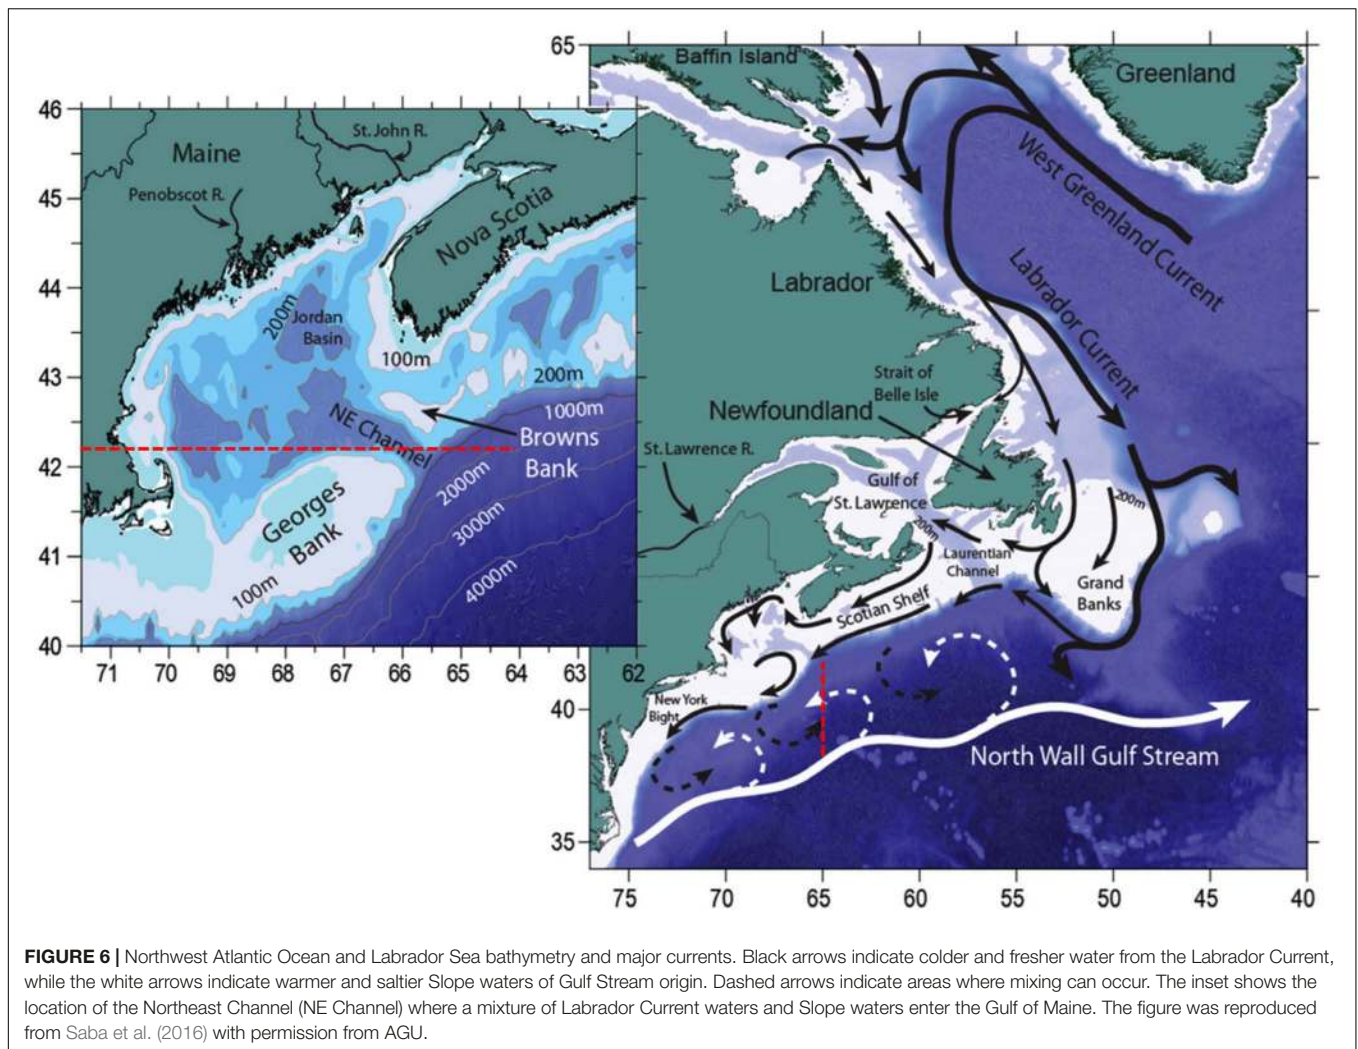 46
45
44
43
42
41
40
71
70
69
68
67
66
65
64
63
62
Maine
St. John R.
Penobscot R.
Nova Scotia
200m
Jordan
Basin
100m
200m
1000m
NE Channel
Browns
Bank
2000m
3000m
4000m
Georges
Bank
100m
65
40
35
75
70
65
60
55
50
45
40
Baffin Island
Greenland
West Greenland Current
Labrador
Labrador Current
Strait of
Belle Isle
Newfoundland
St. Lawrence R.
Gulf of
St. Lawrence
200m
200m
Laurentian
Channel
Grand
Banks
Scotian Shelf
New York
Bight
North Wall Gulf Stream
FIGURE 6 | Northwest Atlantic Ocean and Labrador Sea bathymetry and major currents. Black arrows indicate colder and fresher water from the Labrador Current,
while the white arrows indicate warmer and saltier Slope waters of Gulf Stream origin. Dashed arrows indicate areas where mixing can occur. The inset shows the
location of the Northeast Channel (NE Channel) where a mixture of Labrador Current waters and Slope waters enter the Gulf of Maine. The figure was reproduced
from Saba et al. (2016) with permission from AGU.